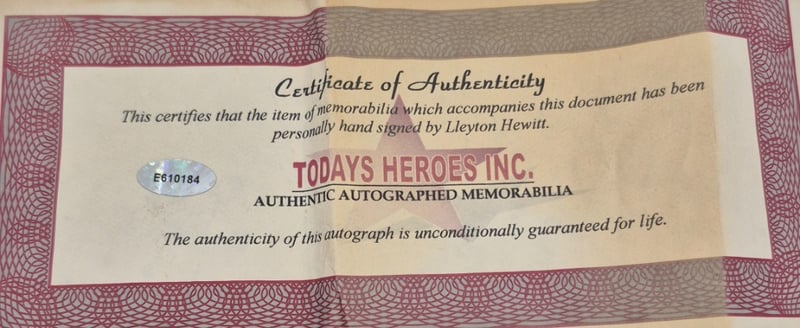 Certificate of Authenticity
This certifies that the item of memorabilia which accompanies this document has been
personally hand signed by Lleyton Hewitt.
E610184
TODAYS HEROES INC.
AUTHENTIC AUTOGRAPHED MEMORABILIA
The authenticity of this autograph is unconditionally guaranteed for life.